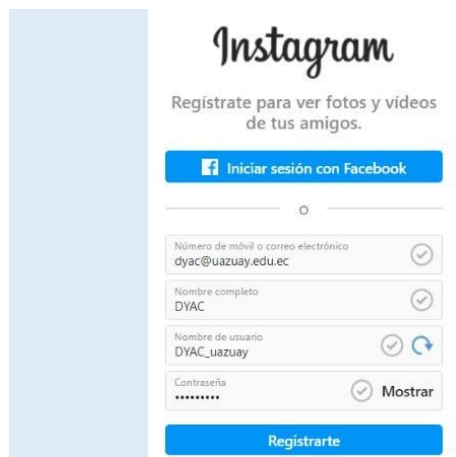 Instagram
Regístrate para ver fotos y vídeos
de tus amigos.
Iniciar sesión con Facebook
o
Número de móvil o correo electrónico
dyac@uazuay.edu.ec
Nombre completo
DYAC
Nombre de usuario
DYAC_uazuay
Contraseña
•••••••••
Mostrar
Registrarte